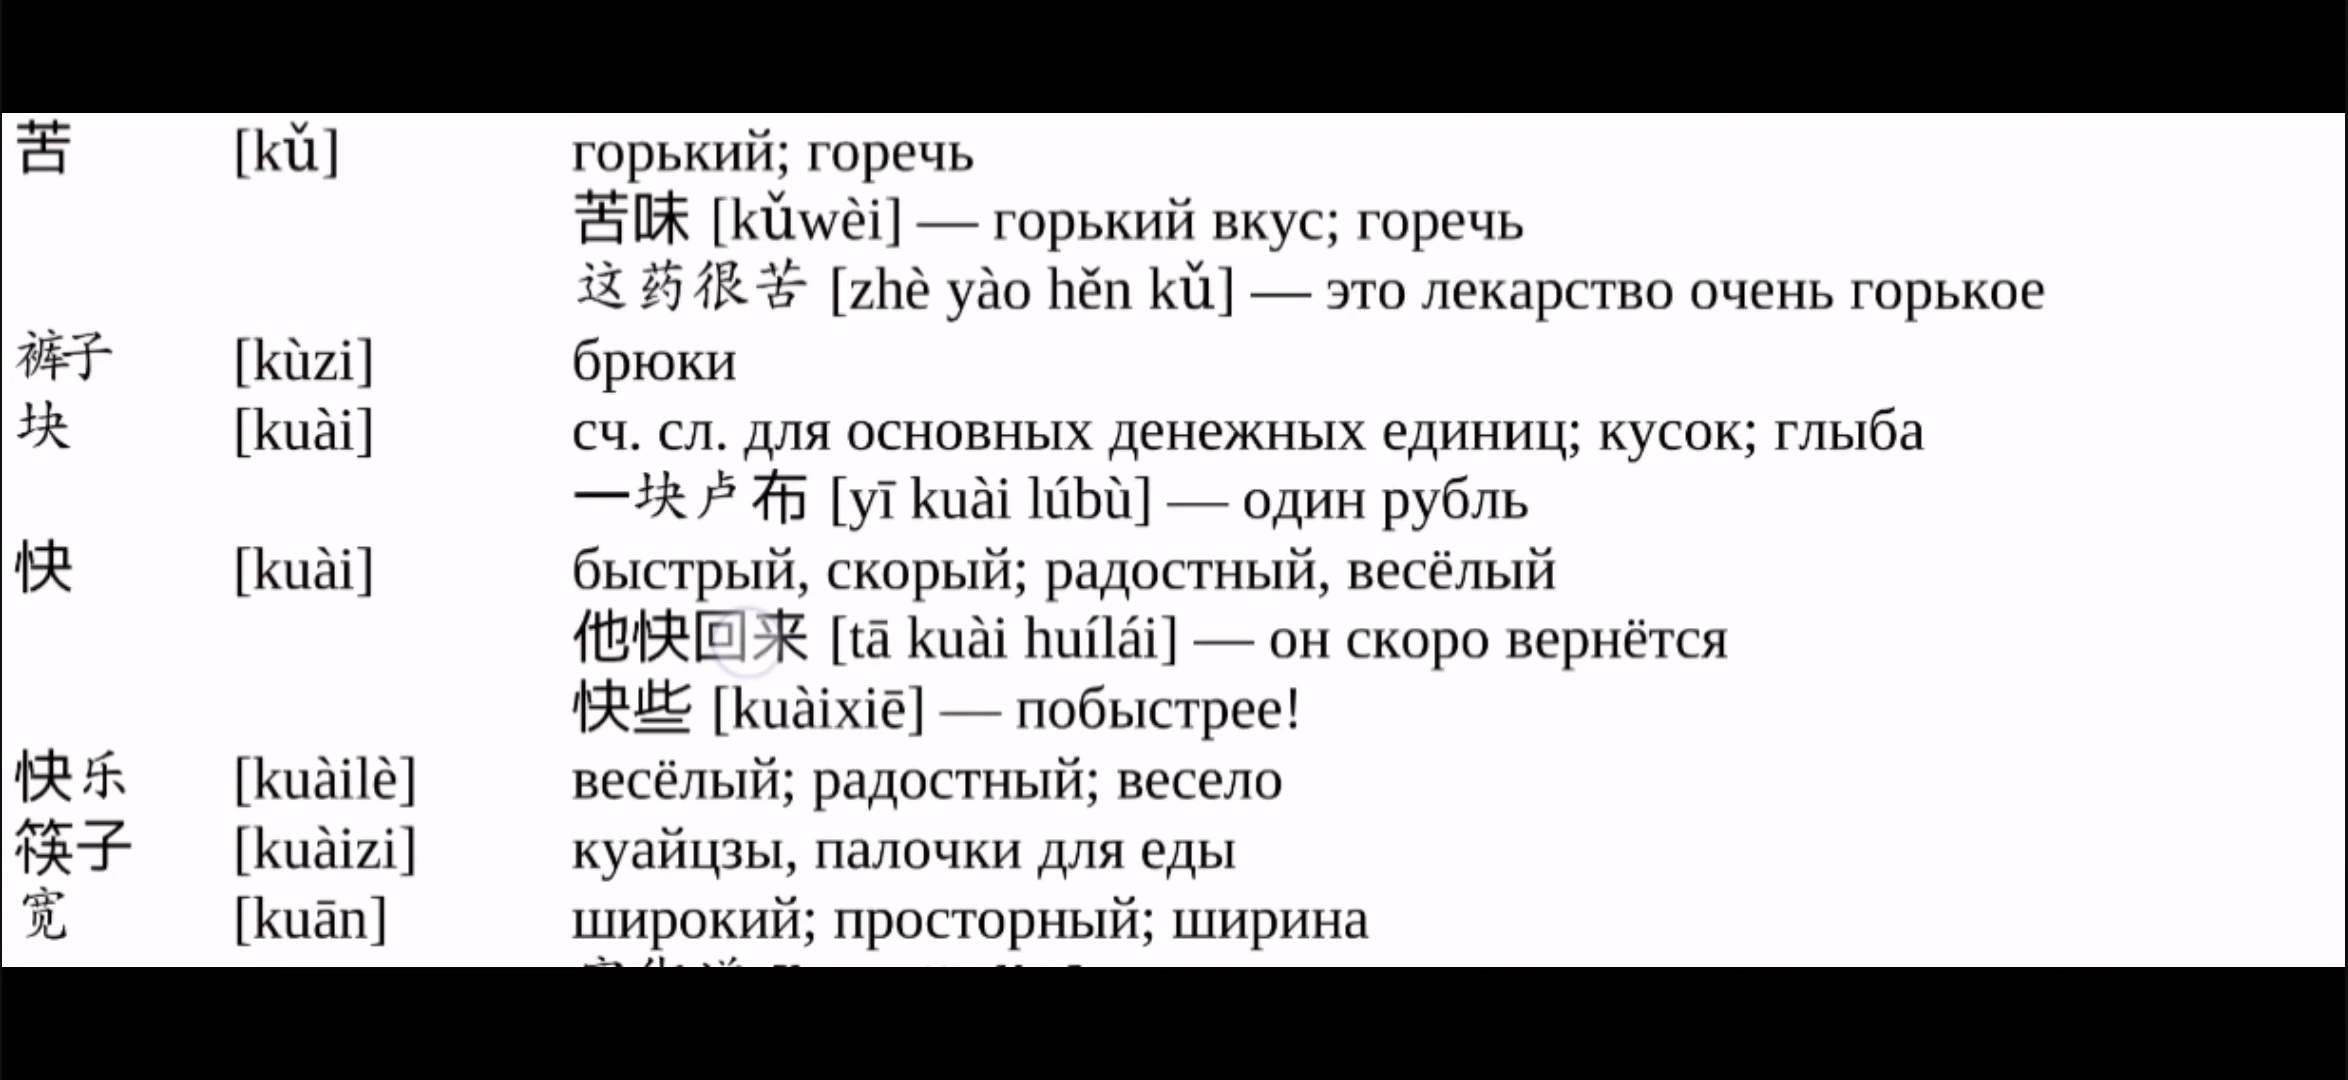 苦 [kǔ] горький; горечь
苦味 [kǔwèi] — горький вкус; горечь
这药很苦 [zhè yào hěn kǔ] — это лекарство очень горькое
裤子 [kùzi] брюки
块 [kuài] сч. сл. для основных денежных единиц; кусок; глыба
一块卢布 [yī kuài lúbù] — один рубль
快 [kuài] быстрый, скорый; радостный, весёлый
他快回来 [tā kuài huílái] — он скоро вернётся
快些 [kuàixiē] — побыстрее!
快乐 [kuàilè] весёлый; радостный; весело
筷子 [kuàizi] куайцзы, палочки для еды
宽 [kuān] широкий; просторный; ширина